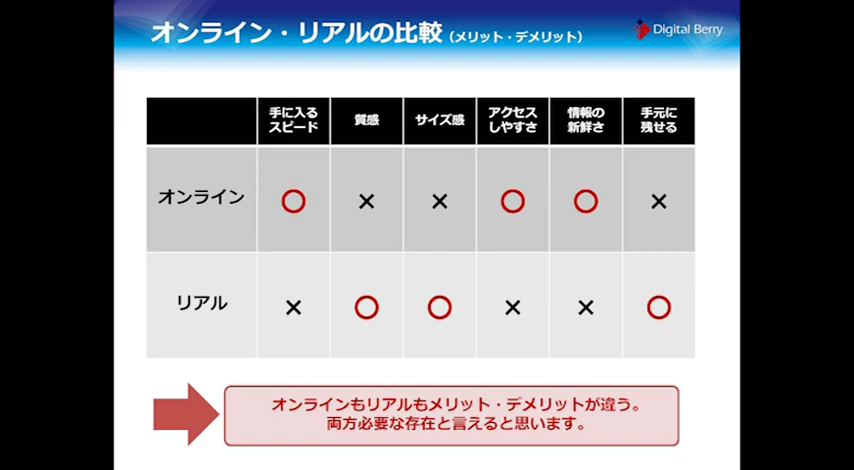 オンライン・リアルの比較（メリット・デメリット）
Digital Berry
手に入る
スピード
質感
サイズ感
アクセス
しやすさ
情報の
新鮮さ
手元に
残せる
オンライン
○ × × ○ ○ ×
リアル
× ○ ○ × × ○
オンラインもリアルもメリット・デメリットが違う。
両方必要な存在と言えると思います。